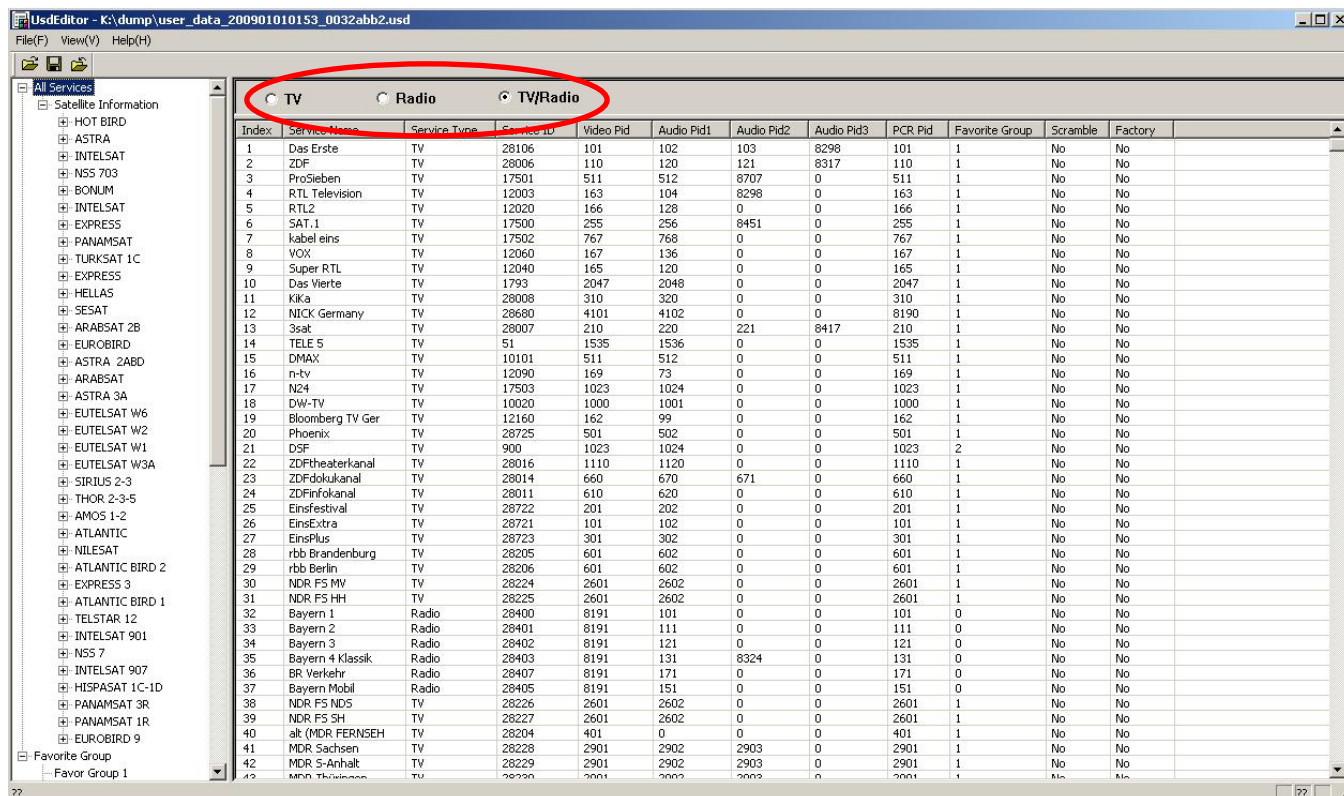 UsdEditor - K:\dump\user_data_200901010153_0032abb2.usd
File(F) View(V) Help(H)
All Services
Satellite Information
HOT BIRD
ASTRA
INTELSAT
NSS 703
BONUM
INTELSAT
EXPRESS
PANAMSAT
TURKSAT 1C
EXPRESS
HELLAS
SESAT
ARABSAT 2B
EUROBIRD
ASTRA 2ABD
ARABSAT
ASTRA 3A
EUTELSAT W6
EUTELSAT W2
EUTELSAT W1
EUTELSAT W3A
SIRIUS 2-3
THOR 2-3-5
AMOS 1-2
ATLANTIC
NILESAT
ATLANTIC BIRD 2
EXPRESS 3
ATLANTIC BIRD 1
TELSTAR 12
INTELSAT 901
NSS 7
INTELSAT 907
HISPASAT 1C-1D
PANAMSAT 3R
PANAMSAT 1R
EUROBIRD 9
Favorite Group
Favor Group 1
TV Radio TV/Radio
Index Service Name Service Type Service ID Video Pid Audio Pid1 Audio Pid2 Audio Pid3 PCR Pid Favorite Group Scramble Factory
1 Das Erste TV 28106 101 102 103 8298 101 1 No No
2 ZDF TV 28006 110 120 121 8317 110 1 No No
3 ProSieben TV 17501 511 512 8707 0 511 1 No No
4 RTL Television TV 12003 163 104 8298 0 163 1 No No
5 RTL2 TV 12020 166 128 0 0 166 1 No No
6 SAT.1 TV 17500 255 256 8451 0 255 1 No No
7 kabel eins TV 17502 767 768 0 0 767 1 No No
8 VOX TV 12060 167 136 0 0 167 1 No No
9 Super RTL TV 12040 165 120 0 0 165 1 No No
10 Das Vierte TV 1793 2047 2048 0 0 2047 1 No No
11 KiKa TV 28008 310 320 0 0 310 1 No No
12 NICK Germany TV 28680 4101 4102 0 0 8190 1 No No
13 3sat TV 28007 210 220 221 8417 210 1 No No
14 TELE 5 TV 51 1535 1536 0 0 1535 1 No No
15 DMAX TV 10101 511 512 0 0 511 1 No No
16 n-tv TV 12090 169 73 0 0 169 1 No No
17 N24 TV 17503 1023 1024 0 0 1023 1 No No
18 DW-TV TV 10020 1000 1001 0 0 1000 1 No No
19 Bloomberg TV Ger TV 12160 162 99 0 0 162 1 No No
20 Phoenix TV 28725 501 502 0 0 501 1 No No
21 DSF TV 900 1023 1024 0 0 1023 2 No No
22 ZDFtheaterkanal TV 28016 1110 1120 0 0 1110 1 No No
23 ZDFdokukanal TV 28014 660 670 671 0 660 1 No No
24 ZDFinfokanal TV 28011 610 620 0 0 610 1 No No
25 Einsfestival TV 28722 201 202 0 0 201 1 No No
26 EinsExtra TV 28721 101 102 0 0 101 1 No No
27 EinsPlus TV 28723 301 302 0 0 301 1 No No
28 rbb Brandenburg TV 28205 601 602 0 0 601 1 No No
29 rbb Berlin TV 28206 601 602 0 0 601 1 No No
30 NDR FS MV TV 28224 2601 2602 0 0 2601 1 No No
31 NDR FS HH TV 28225 2601 2602 0 0 2601 1 No No
32 Bayern 1 Radio 28400 8191 101 0 0 101 0 No No
33 Bayern 2 Radio 28401 8191 111 0 0 111 0 No No
34 Bayern 3 Radio 28402 8191 121 0 0 121 0 No No
35 Bayern 4 Klassik Radio 28403 8191 131 8324 0 131 0 No No
36 BR Verkehr Radio 28407 8191 171 0 0 171 0 No No
37 Bayern Mobil Radio 28405 8191 151 0 0 151 0 No No
38 NDR FS NDS TV 28226 2601 2602 0 0 2601 1 No No
39 NDR FS SH TV 28227 2601 2602 0 0 2601 1 No No
40 alt (MDR FERNSEH TV 28204 401 0 0 0 401 1 No No
41 MDR Sachsen TV 28228 2901 2902 2903 0 2901 1 No No
42 MDR S-Anhalt TV 28229 2901 2902 2903 0 2901 1 No No
43 MDR Thüringen TV 28230 2901 2902 2903 0 2901 1 No No
?? ??